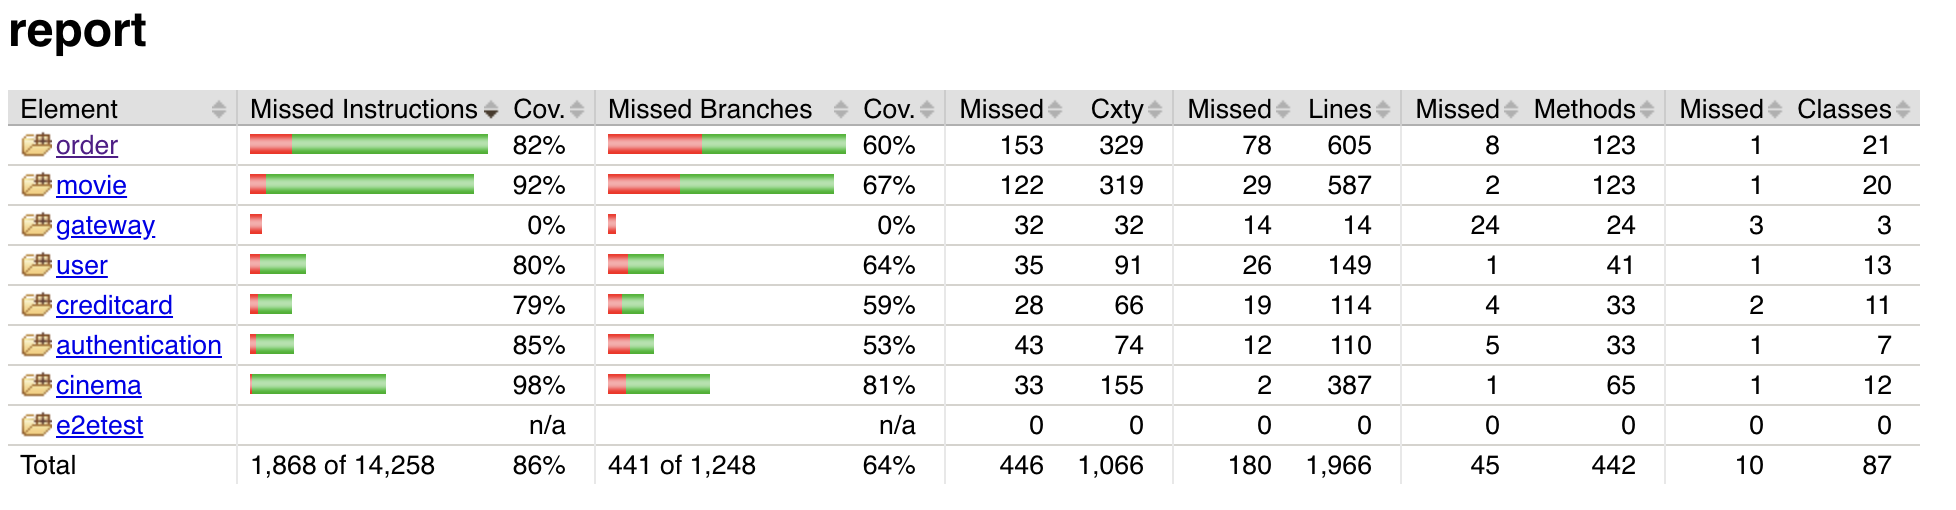 report
Element Missed Instructions Cov. Missed Branches Cov. Missed Cxty Missed Lines Missed Methods Missed Classes
order 82% 60% 153 329 78 605 8 123 1 21
movie 92% 67% 122 319 29 587 2 123 1 20
gateway 0% 0% 32 32 14 14 24 24 3 3
user 80% 64% 35 91 26 149 1 41 1 13
creditcard 79% 59% 28 66 19 114 4 33 2 11
authentication 85% 53% 43 74 12 110 5 33 1 7
cinema 98% 81% 33 155 2 387 1 65 1 12
e2etest n/a n/a 0 0 0 0 0 0 0 0
Total 1,868 of 14,258 86% 441 of 1,248 64% 446 1,066 180 1,966 45 442 10 87